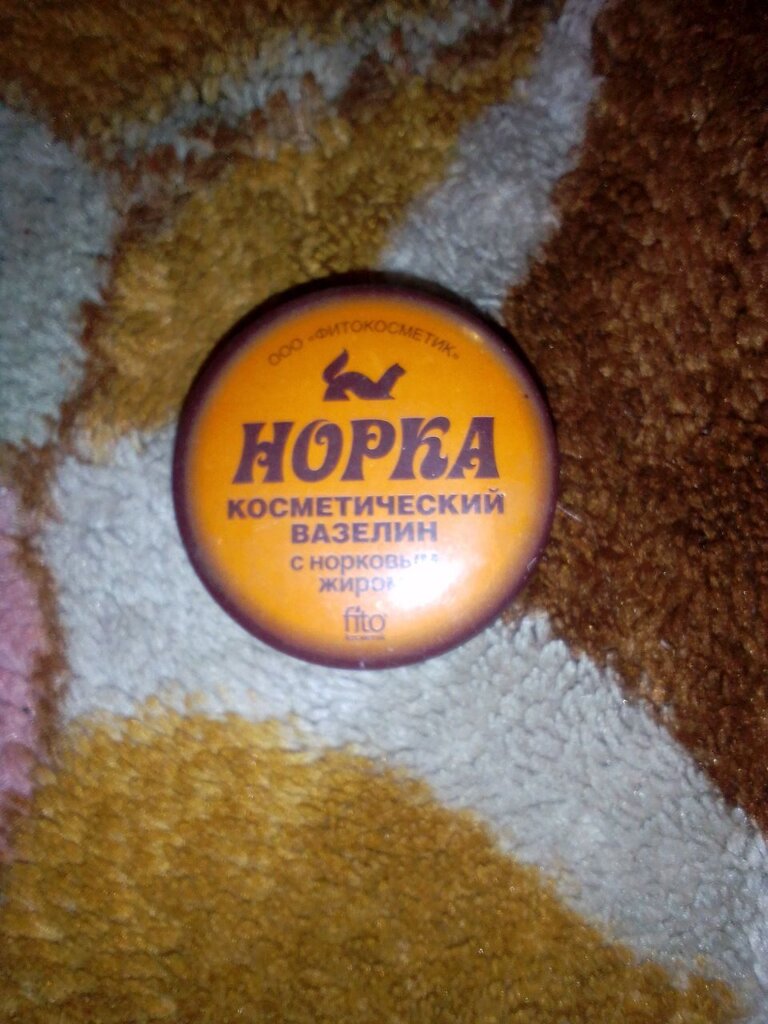 ООО «ФИТОКОСМЕТИК»
НОРКА
КОСМЕТИЧЕСКИЙ
ВАЗЕЛИН
с норковым
жиром
fito